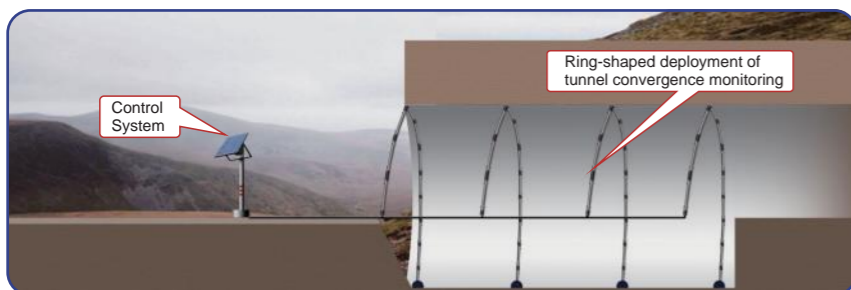 Ring-shaped deployment of
tunnel convergence monitoring
Control
System